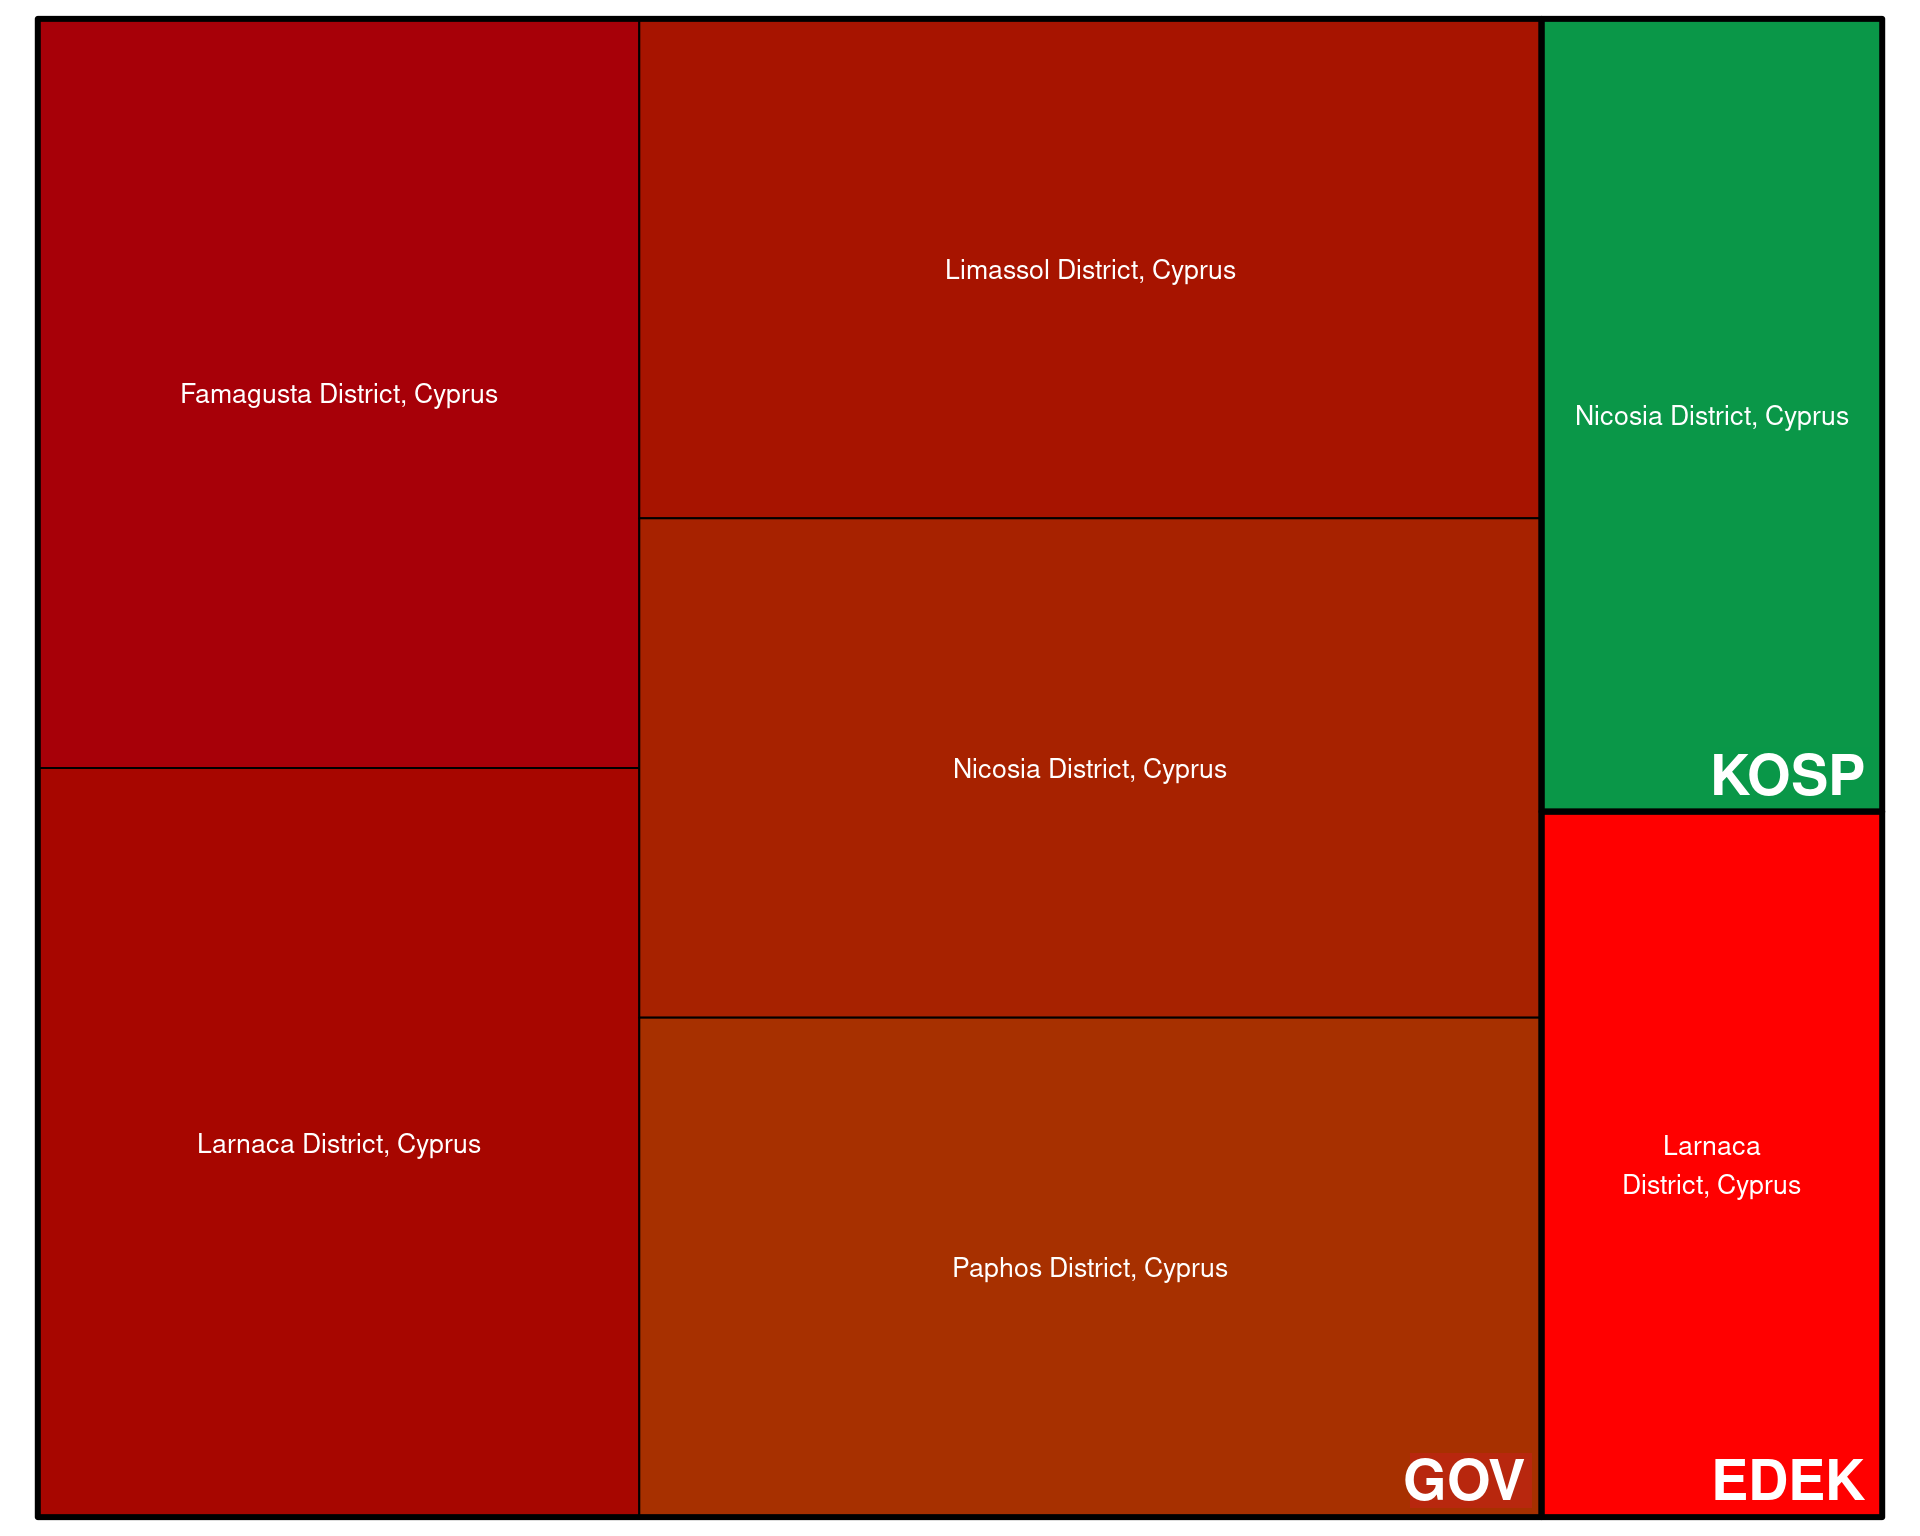 Famagusta District, Cyprus
Larnaca District, Cyprus
Limassol District, Cyprus
Nicosia District, Cyprus
Paphos District, Cyprus
GOV
Nicosia District, Cyprus
KOSP
Larnaca
District, Cyprus
EDEK